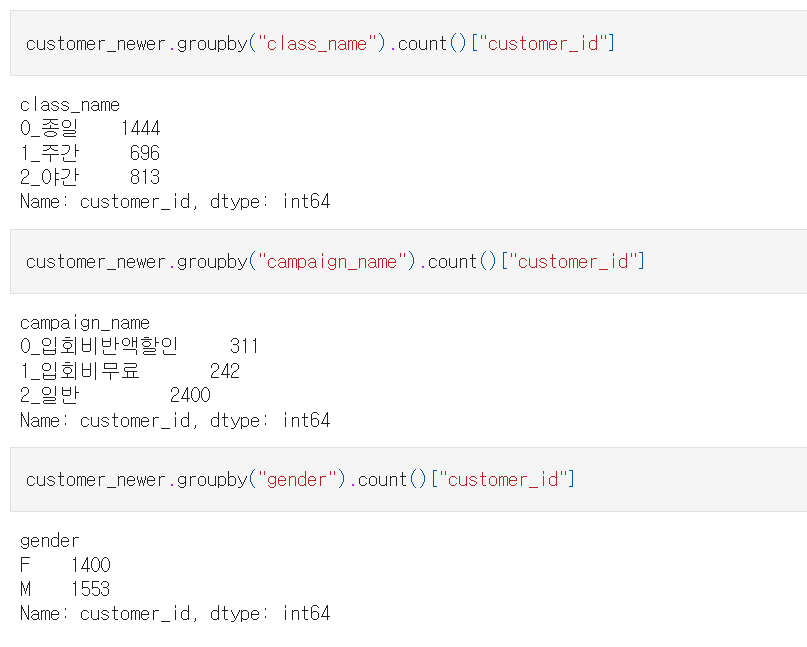 customer_newer.groupby("class_name").count()["customer_id"]
class_name
0_종일    1444
1_주간     696
2_야간     813
Name: customer_id, dtype: int64
customer_newer.groupby("campaign_name").count()["customer_id"]
campaign_name
0_입회비반액할인     311
1_입회비무료       242
2_일반         2400
Name: customer_id, dtype: int64
customer_newer.groupby("gender").count()["customer_id"]
gender
F    1400
M    1553
Name: customer_id, dtype: int64